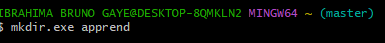 IBRAHIMA BRUNO GAYE@DESKTOP-8QMKLN2 MINGW64 ~ (master)
$ mkdir.exe apprend